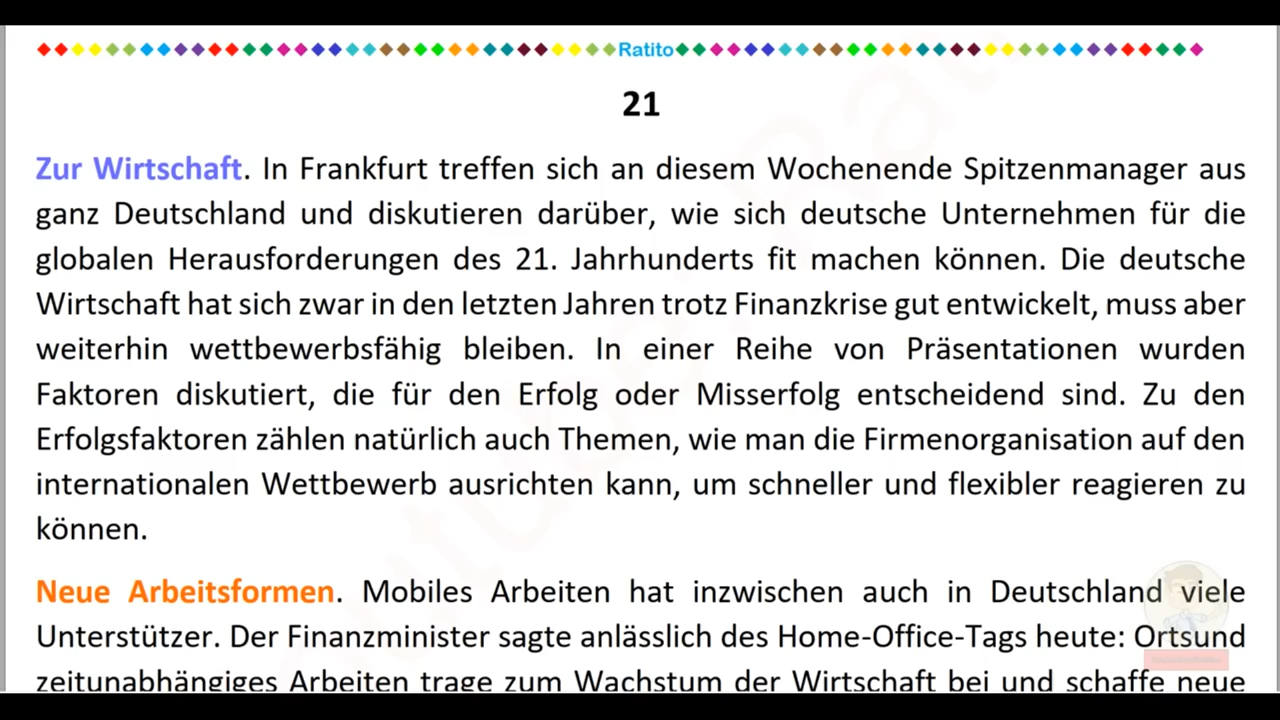 Ratito
21
Zur Wirtschaft. In Frankfurt treffen sich an diesem Wochenende Spitzenmanager aus
ganz Deutschland und diskutieren darüber, wie sich deutsche Unternehmen für die
globalen Herausforderungen des 21. Jahrhunderts fit machen können. Die deutsche
Wirtschaft hat sich zwar in den letzten Jahren trotz Finanzkrise gut entwickelt, muss aber
weiterhin wettbewerbsfähig bleiben. In einer Reihe von Präsentationen wurden
Faktoren diskutiert, die für den Erfolg oder Misserfolg entscheidend sind. Zu den
Erfolgsfaktoren zählen natürlich auch Themen, wie man die Firmenorganisation auf den
internationalen Wettbewerb ausrichten kann, um schneller und flexibler reagieren zu
können.
Neue Arbeitsformen. Mobiles Arbeiten hat inzwischen auch in Deutschland viele
Unterstützer. Der Finanzminister sagte anlässlich des Home-Office-Tags heute: Ortsund
zeitunabhängiges Arbeiten trage zum Wachstum der Wirtschaft bei und schaffe neue